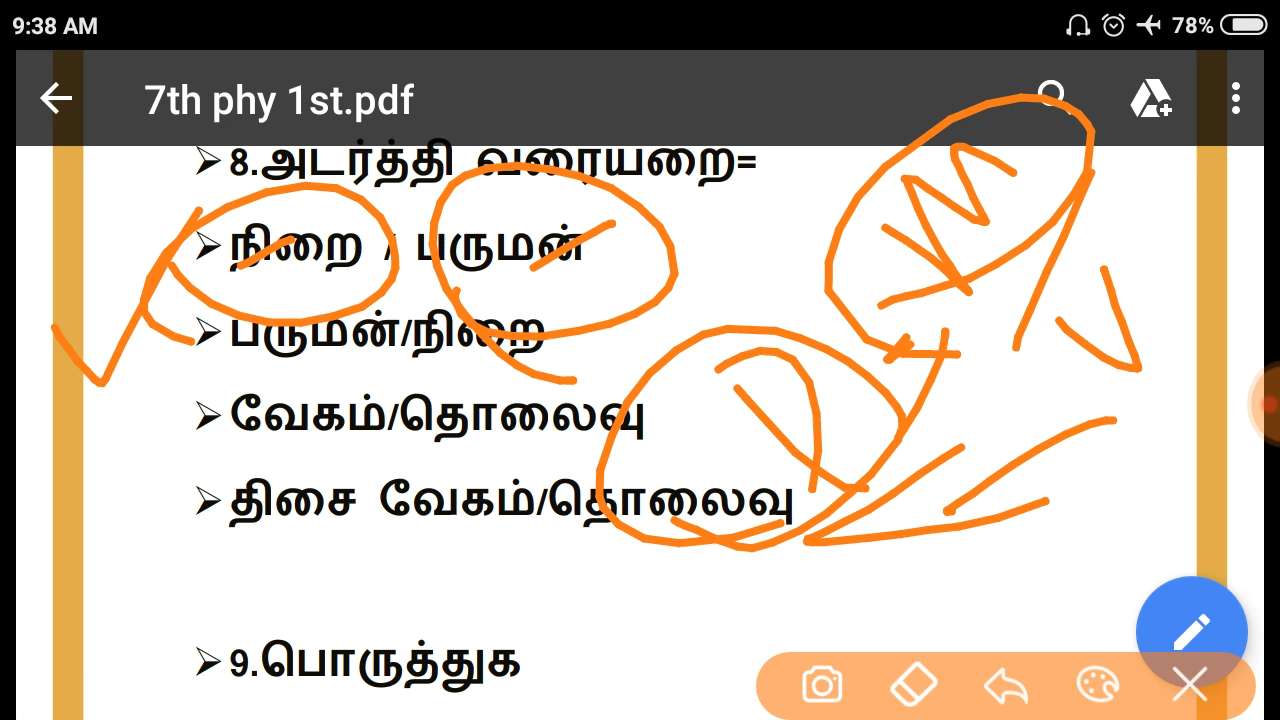 9:38 AM 78%
7th phy 1st.pdf
➢8.அடர்த்தி வரையறை=
➢நிறை / பருமன்
➢பருமன்/நிறை
➢வேகம்/தொலைவு
➢திசை வேகம்/தொலைவு
➢9.பொருத்துக